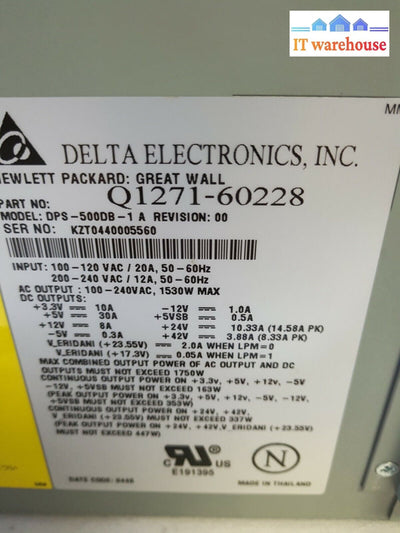 IT warehouse
MM
DELTA ELECTRONICS, INC.
HEWLETT PACKARD: GREAT WALL
PART NO: Q1271-60228
MODEL: DPS-500DB-1 A REVISION: 00
SER NO: KZT0440005560
INPUT: 100-120 VAC / 20A, 50-60Hz
200-240 VAC / 12A, 50-60Hz
AC OUTPUT : 100-240VAC, 1530W MAX
DC OUTPUTS:
+3.3V 10A -12V 1.0A
+5V 30A +5VSB 0.5A
+12V 8A +24V 10.33A (14.58A PK)
-5V 0.3A +42V 3.88A (8.33A PK)
V_ERIDANI (+23.55V) 2.0A WHEN LPM=0
V_ERIDANI (+17.3V) 0.05A WHEN LPM=1
MAX COMBINED OUTPUT POWER OF AC OUTPUT AND DC
OUTPUTS MUST NOT EXCEED 1750W
CONTINUOUS OUTPUT POWER ON +3.3v, +5v, +12v, -5V
-12V, +5VSB MUST NOT EXCEED 163W
(PEAK OUTPUT POWER ON +3.3V, +5V, +12V, -5V, -12V,
+5VSB MUST NOT EXCEED 353W)
CONTINUOUS OUTPUT POWER ON +24V, +42V,
V_ERIDANI (+23.55V) MUST NOT EXCEED 337W
(PEAK OUTPUT POWER ON +24V, +42V, V_ERIDANI (+23.55V)
MUST NOT EXCEED 447W)
C UR US
E191395
N
DATE CODE:
MADE IN THAILAND